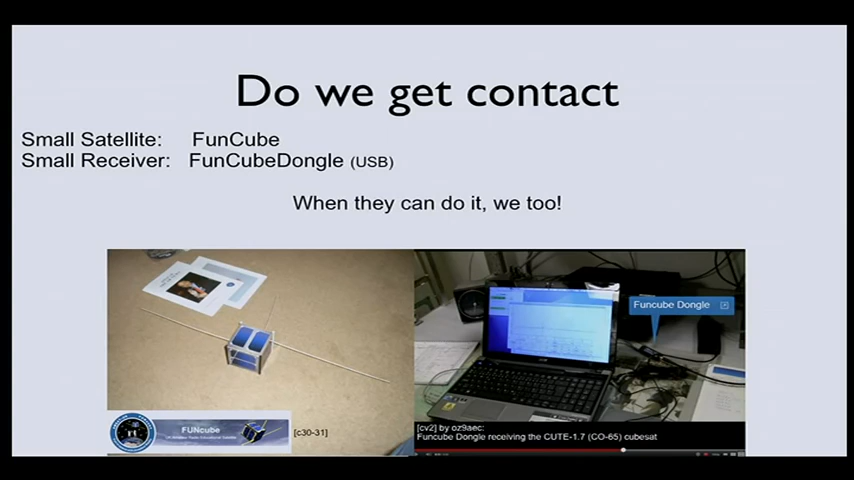 Do we get contact
Small Satellite: FunCube
Small Receiver: FunCubeDongle (USB)
When they can do it, we too!
Funcube Dongle
FUNcube
[c30-31]
[cv2] by oz9aec:
Funcube Dongle receiving the CUTE-1.7 (CO-65) cubesat